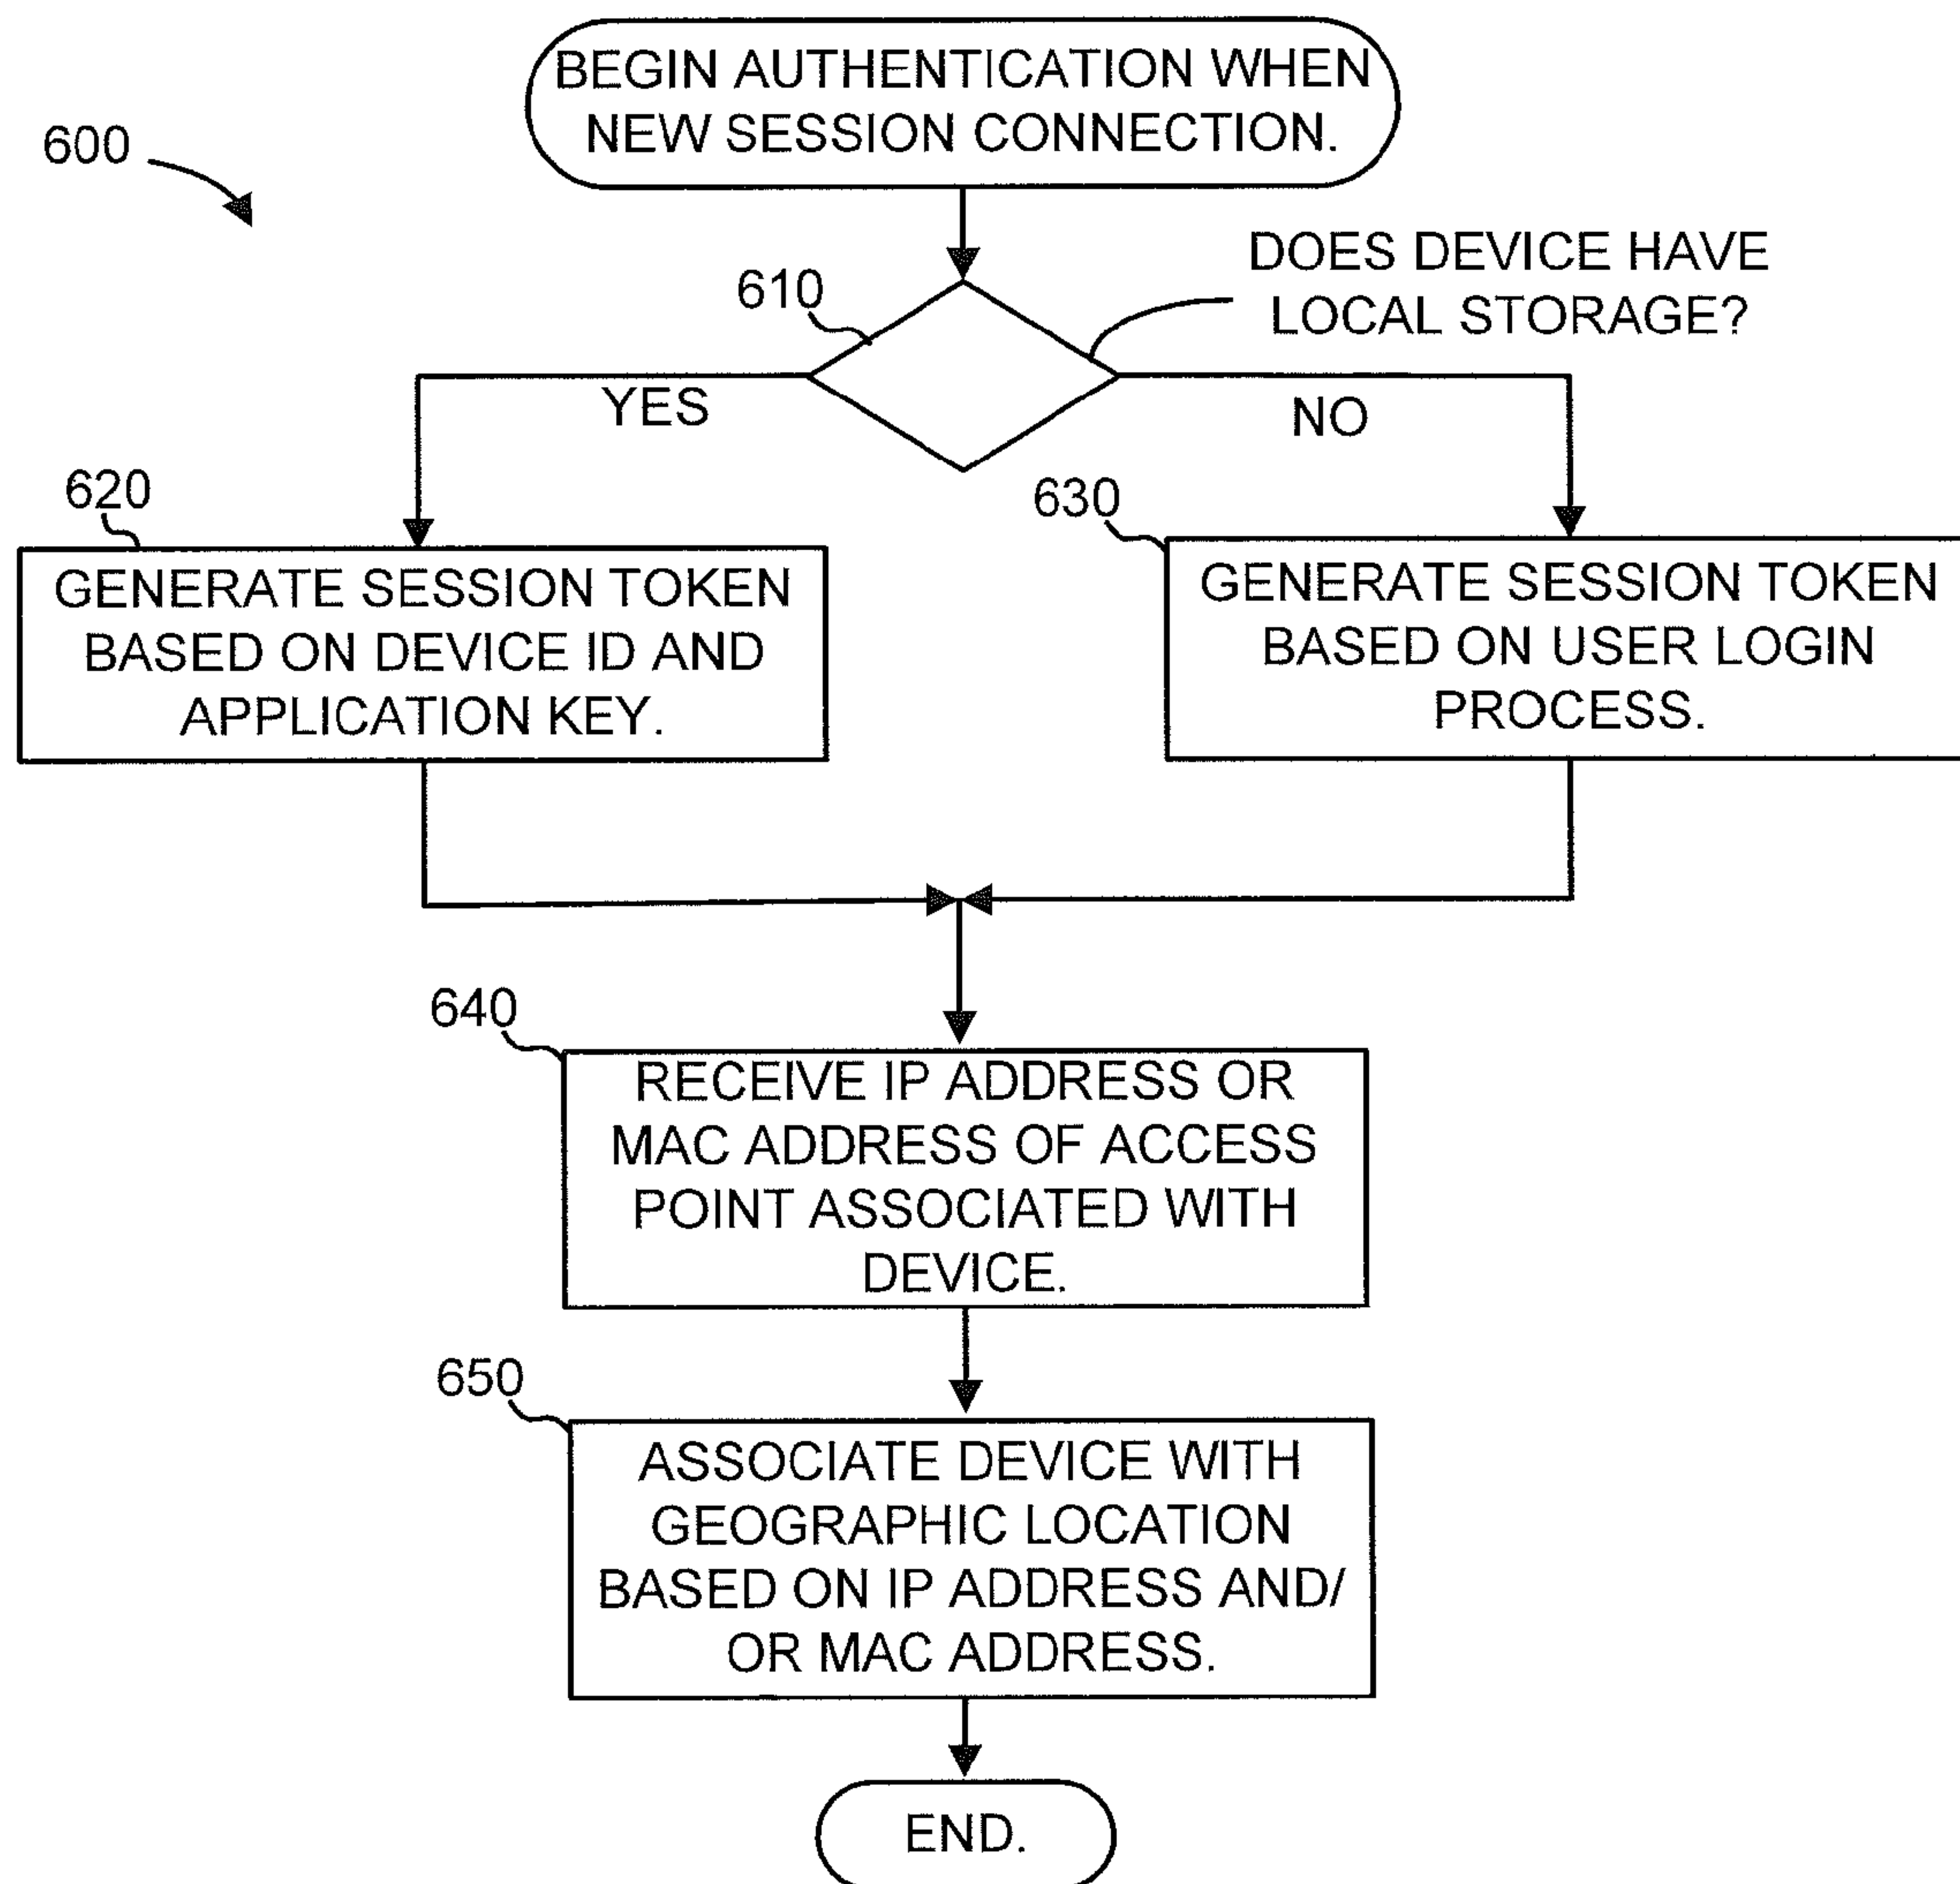 BEGIN AUTHENTICATION WHEN
NEW SESSION CONNECTION.
600
DOES DEVICE HAVE
LOCAL STORAGE?
610
YES
NO
620
GENERATE SESSION TOKEN
BASED ON DEVICE ID AND
APPLICATION KEY.
630
GENERATE SESSION TOKEN
BASED ON USER LOGIN
PROCESS.
640
RECEIVE IP ADDRESS OR
MAC ADDRESS OF ACCESS
POINT ASSOCIATED WITH
DEVICE.
650
ASSOCIATE DEVICE WITH
GEOGRAPHIC LOCATION
BASED ON IP ADDRESS AND/
OR MAC ADDRESS.
END.